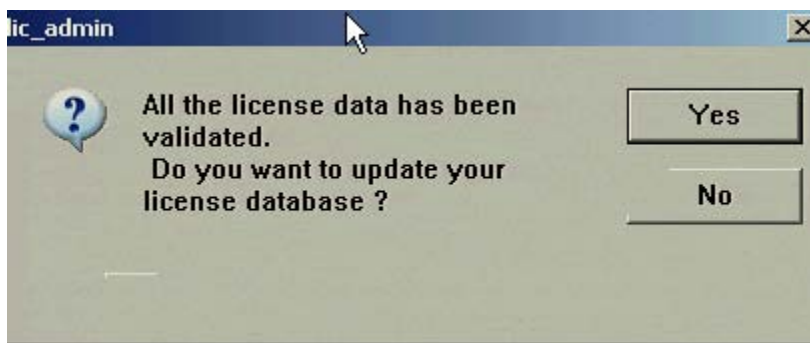 lic_admin
All the license data has been
validated.
Do you want to update your
license database ?
Yes
No